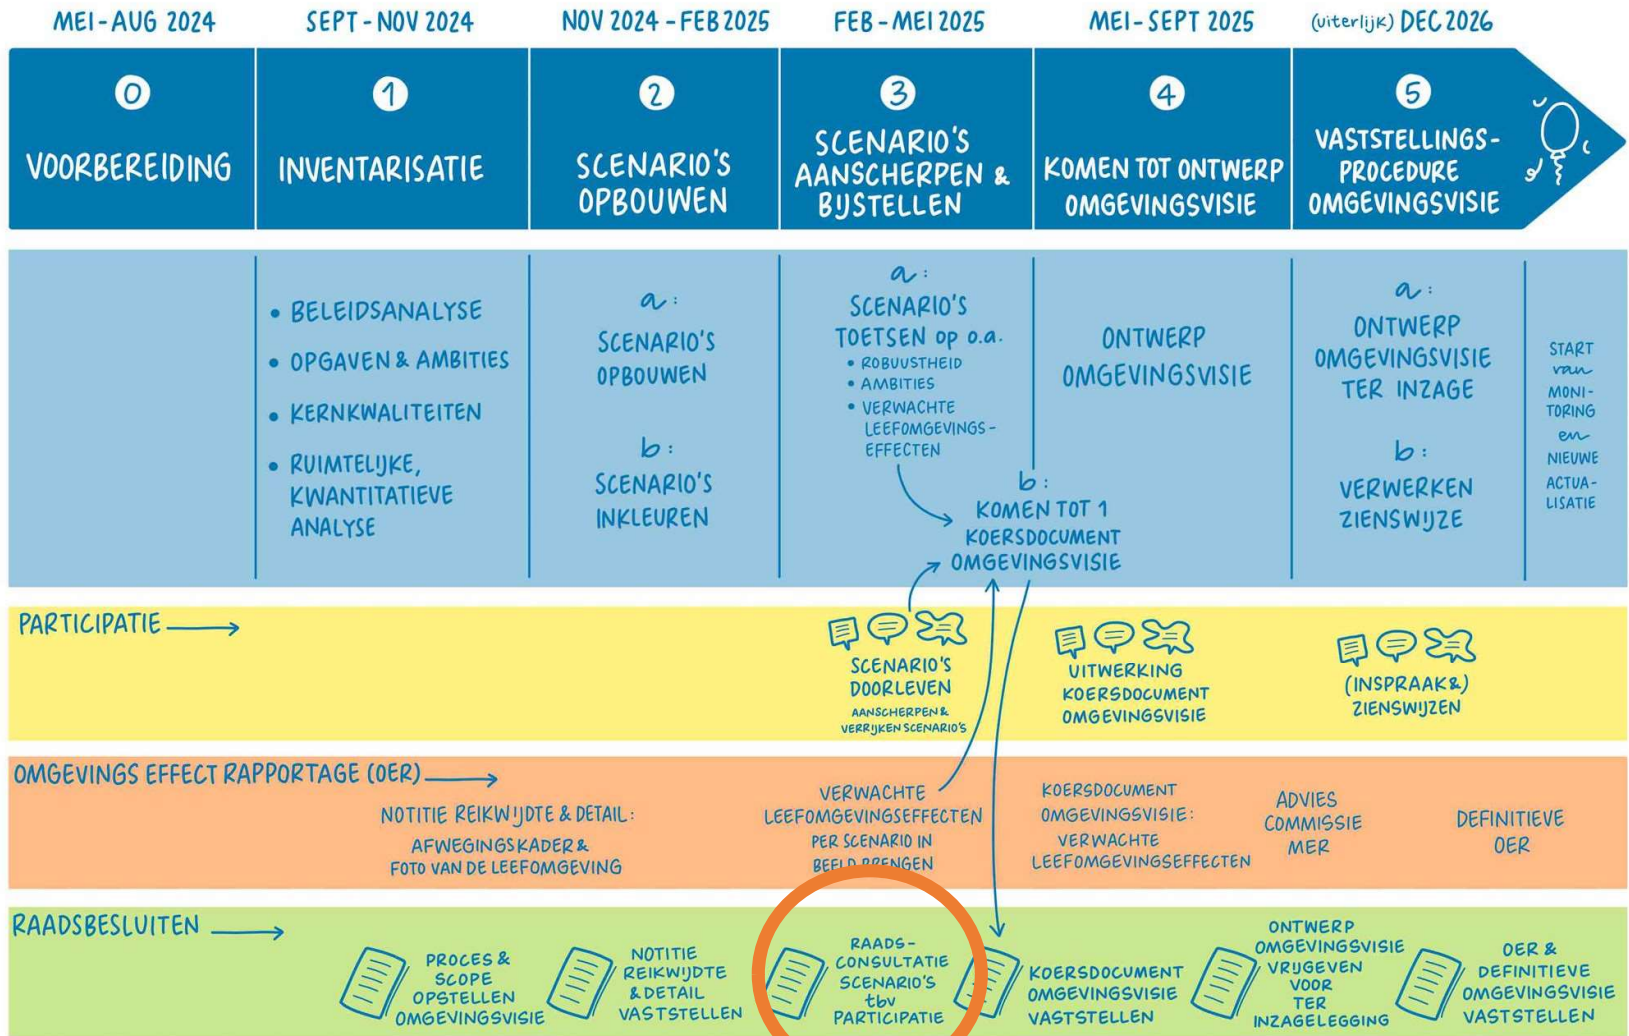 MEI-AUG 2024
SEPT-NOV 2024
NOV 2024-FEB 2025
FEB-MEI 2025
MEI-SEPT 2025
(uiterlijk) DEC 2026
0
VOORBEREIDING
1
INVENTARISATIE
2
SCENARIO'S
OPBOUWEN
3
SCENARIO'S
AANSCHERPEN &
BIJSTELLEN
4
KOMEN TOT ONTWERP
OMGEVINGSVISIE
5
VASTSTELLINGS-
PROCEDURE
OMGEVINGSVISIE
• BELEIDSANALYSE
• OPGAVEN & AMBITIES
• KERNKWALITEITEN
• RUIMTELIJKE,
KWANTITATIEVE
ANALYSE
a:
SCENARIO'S
OPBOUWEN
b:
SCENARIO'S
INKLEUREN
a:
SCENARIO'S
TOETSEN op o.a.
• ROBUUSTHEID
• AMBITIES
• VERWACHTE
LEEFOMGEVINGS-
EFFECTEN
b:
KOMEN TOT 1
KOERSDOCUMENT
OMGEVINGSVISIE
ONTWERP
OMGEVINGSVISIE
a:
ONTWERP
OMGEVINGSVISIE
TER INZAGE
b:
VERWERKEN
ZIENSWIJZE
START
van
MONI-
TORING
en
NIEUWE
ACTUA-
LISATIE
PARTICIPATIE
SCENARIO'S
DOORLEVEN
AANSCHERPEN &
VERRIJKEN SCENARIO'S
UITWERKING
KOERSDOCUMENT
OMGEVINGSVISIE
(INSPRAAK&)
ZIENSWIJZEN
OMGEVINGS EFFECT RAPPORTAGE (OER)
NOTITIE REIKWIJDTE & DETAIL:
AFWEGINGSKADER &
FOTO VAN DE LEEFOMGEVING
VERWACHTE
LEEFOMGEVINGSEFFECTEN
PER SCENARIO IN
BEELD BRENGEN
KOERSDOCUMENT
OMGEVINGSVISIE:
VERWACHTE
LEEFOMGEVINGSEFFECTEN
ADVIES
COMMISSIE
MER
DEFINITIEVE
OER
RAADSBESLUITEN
PROCES &
SCOPE
OPSTELLEN
OMGEVINGSVISIE
NOTITIE
REIKWIJDTE
& DETAIL
VASTSTELLEN
RAADS-
CONSULTATIE
SCENARIO'S
tbv
PARTICIPATIE
KOERSDOCUMENT
OMGEVINGSVISIE
VASTSTELLEN
ONTWERP
OMGEVINGSVISIE
VRIJGEVEN
VOOR
TER
INZAGELEGGING
OER &
DEFINITIEVE
OMGEVINGSVISIE
VASTSTELLEN